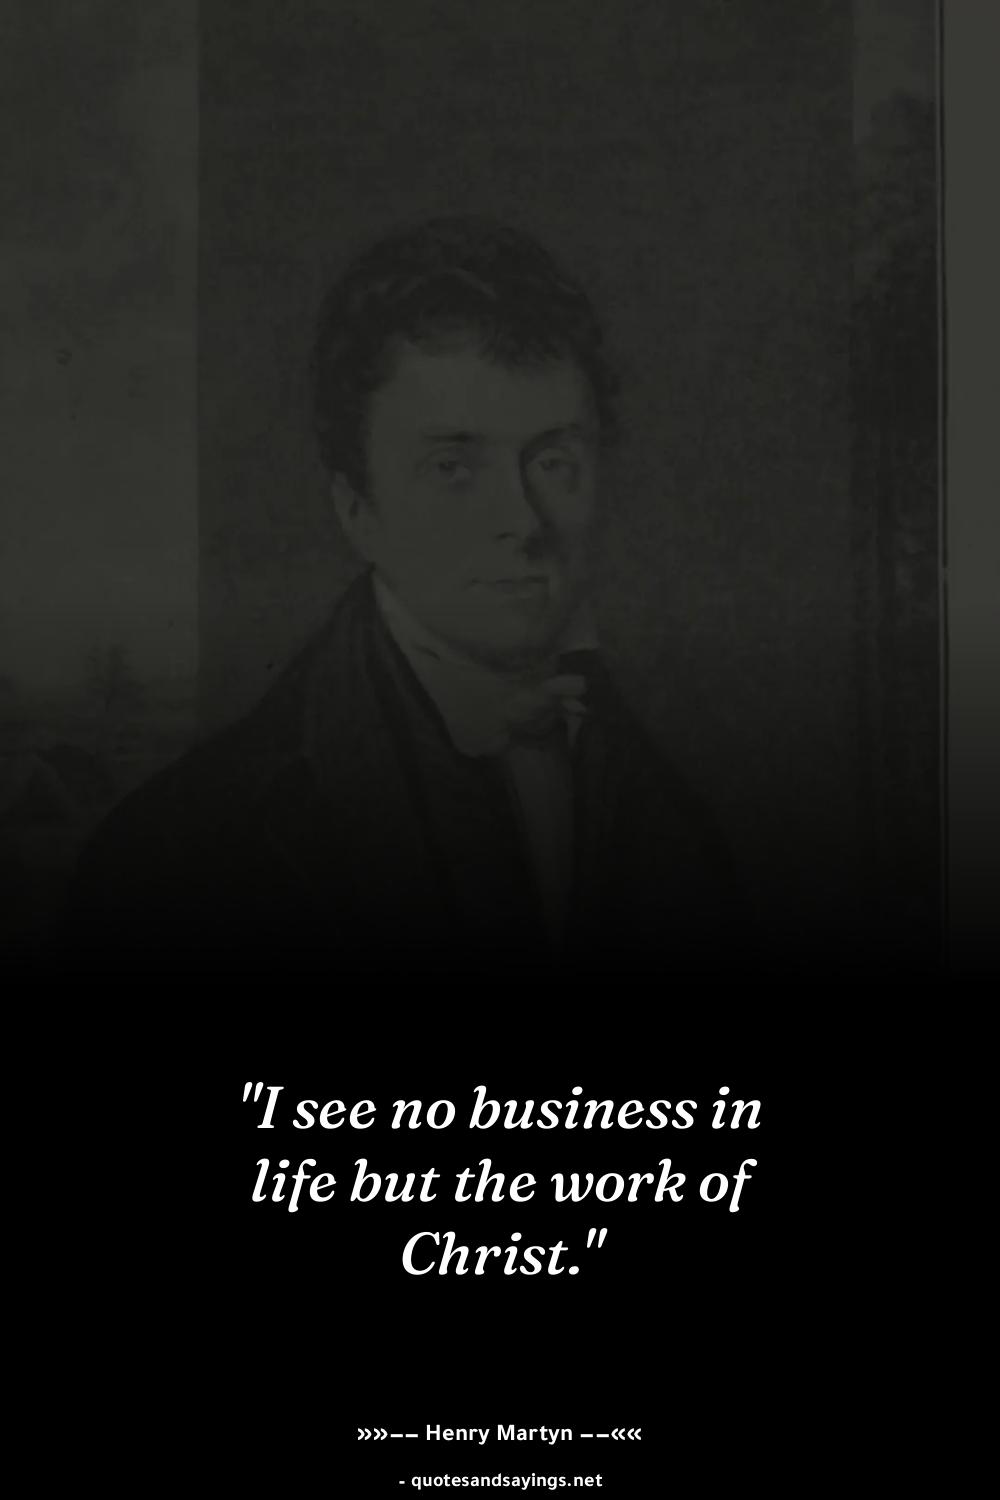 "I see no business in
life but the work of
Christ."
»»−− Henry Martyn −−««
- quotesandsayings.net